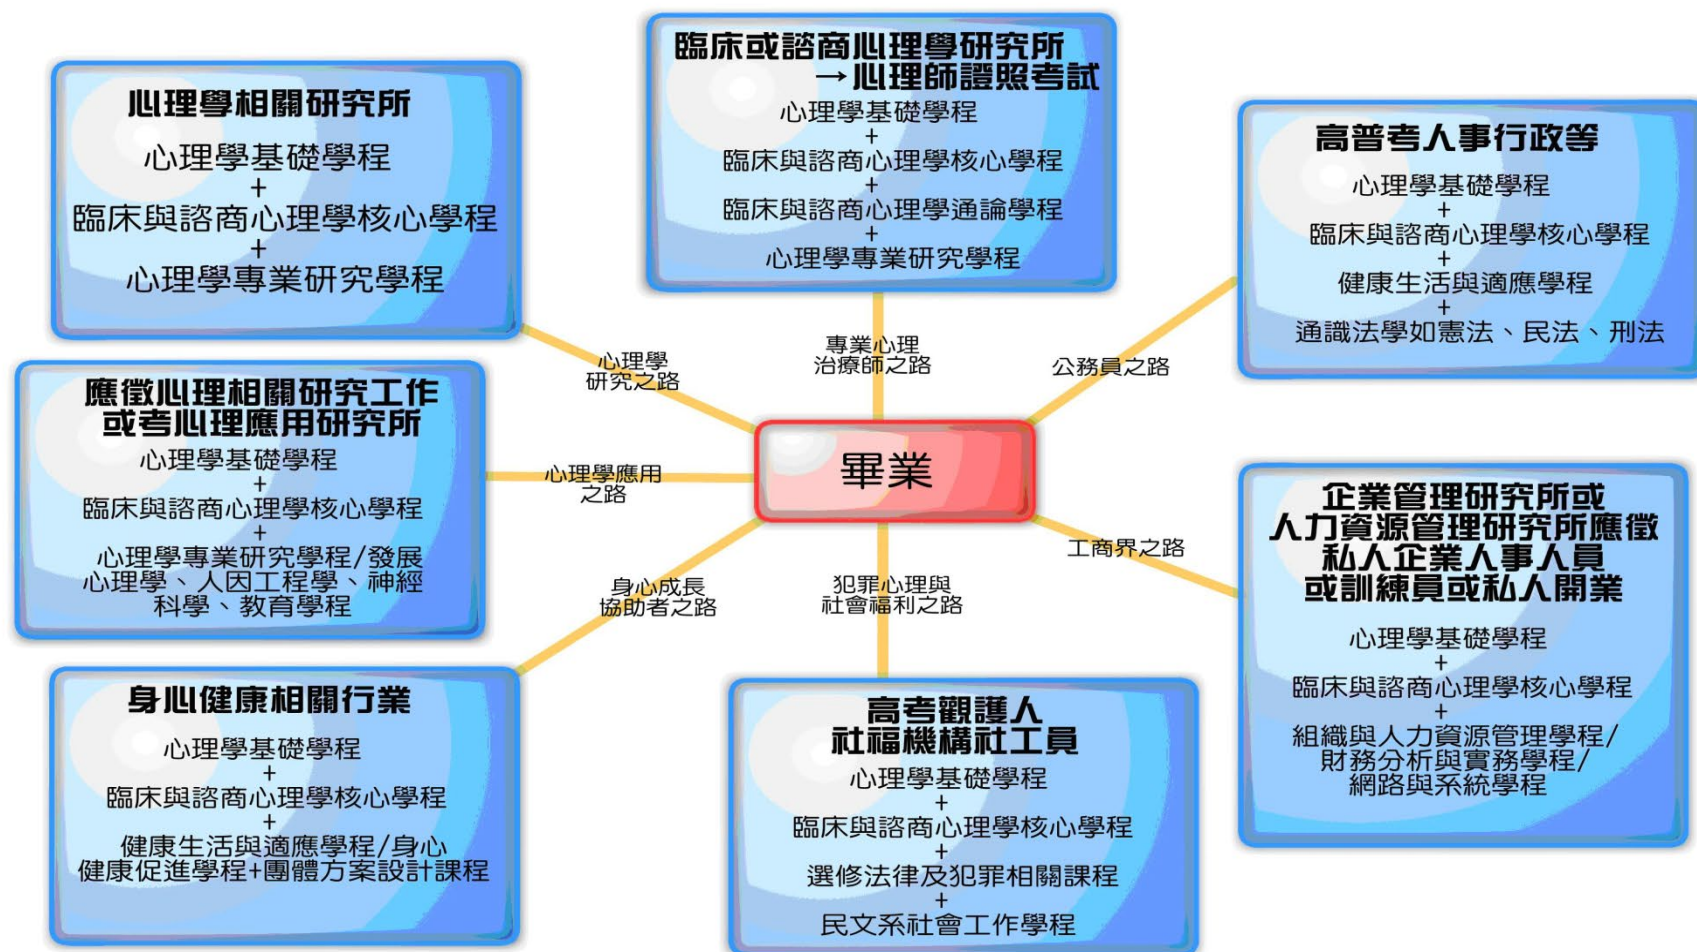 臨床或諮商心理學研究所
→心理師證照考試
心理學基礎學程
+
臨床與諮商心理學核心學程
+
臨床與諮商心理學通論學程
+
心理學專業研究學程
心理學相關研究所
心理學基礎學程
+
臨床與諮商心理學核心學程
+
心理學專業研究學程
高普考人事行政等
心理學基礎學程
+
臨床與諮商心理學核心學程
+
健康生活與適應學程
+
通識法學如憲法、民法、刑法
心理學
研究之路
專業心理
治療師之路
公務員之路
應徵心理相關研究工作
或考心理應用研究所
心理學基礎學程
+
臨床與諮商心理學核心學程
+
心理學專業研究學程/發展
心理學、人因工程學、神經
科學、教育學程
心理學應用
之路
畢業
工商界之路
企業管理研究所或
人力資源管理研究所應徵
私人企業人事人員
或訓練員或私人開業
心理學基礎學程
+
臨床與諮商心理學核心學程
+
組織與人力資源管理學程/
財務分析與實務學程/
網路與系統學程
身心成長
協助者之路
犯罪心理與
社會福利之路
身心健康相關行業
心理學基礎學程
+
臨床與諮商心理學核心學程
+
健康生活與適應學程/身心
健康促進學程+團體方案設計課程
高考觀護人
社福機構社工員
心理學基礎學程
+
臨床與諮商心理學核心學程
+
選修法律及犯罪相關課程
+
民文系社會工作學程